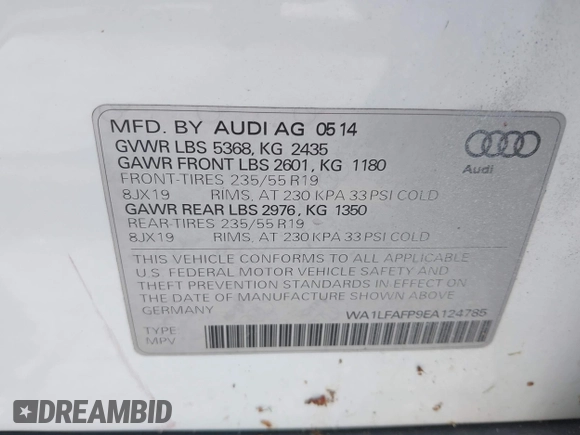 MFD. BY AUDI AG 05 14
GVWR LBS 5368, KG 2435
GAWR FRONT LBS 2601, KG 1180
FRONT-TIRES 235/55 R19
8JX19 RIMS, AT 230 KPA 33 PSI COLD
GAWR REAR LBS 2976, KG 1350
REAR-TIRES 235/55 R19
8JX19 RIMS, AT 230 KPA 33 PSI COLD
Audi
THIS VEHICLE CONFORMS TO ALL APPLICABLE
U.S. FEDERAL MOTOR VEHICLE SAFETY AND
THEFT PREVENTION STANDARDS IN EFFECT ON
THE DATE OF MANUFACTURE SHOWN
ABOVE.
WA1LFAFP9EA124785
TYPE:
MPV
DREAMBID